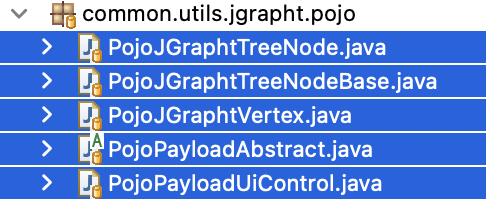 common.utils.jgrapht.pojo
PojoJGraphtTreeNode.java
PojoJGraphtTreeNodeBase.java
PojoJGraphtVertex.java
PojoPayloadAbstract.java
PojoPayloadUiControl.java